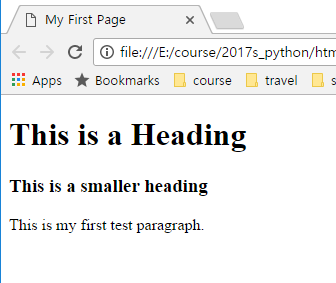 My First Page
file:///E:/course/2017s_python/htm
Apps Bookmarks course travel s
This is a Heading
This is a smaller heading
This is my first test paragraph.